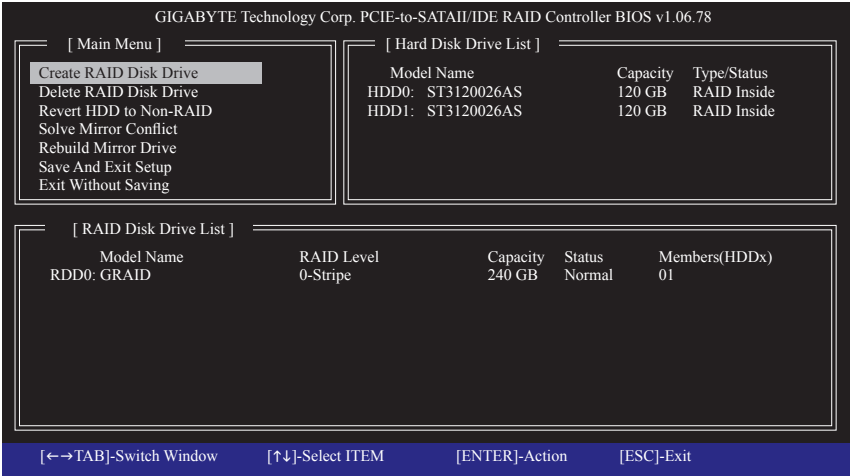 GIGABYTE Technology Corp. PCIE-to-SATAII/IDE RAID Controller BIOS v1.06.78
[ Main Menu ]
Create RAID Disk Drive
Delete RAID Disk Drive
Revert HDD to Non-RAID
Solve Mirror Conflict
Rebuild Mirror Drive
Save And Exit Setup
Exit Without Saving
[ Hard Disk Drive List ]
Model Name Capacity Type/Status
HDD0: ST3120026AS 120 GB RAID Inside
HDD1: ST3120026AS 120 GB RAID Inside
[ RAID Disk Drive List ]
Model Name RAID Level Capacity Status Members(HDDx)
RDD0: GRAID 0-Stripe 240 GB Normal 01
[←→TAB]-Switch Window [↑↓]-Select ITEM [ENTER]-Action [ESC]-Exit